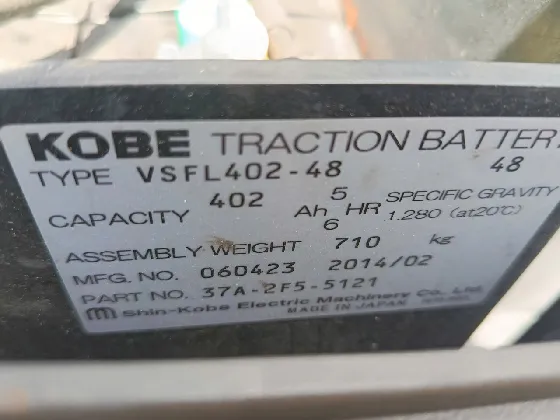 KOBE TRACTION BATTER
TYPE VSFL402-48 48
CAPACITY 402 Ah 5 HR SPECIFIC GRAVITY
6 1.280 (at20℃)
ASSEMBLY WEIGHT 710 kg
MFG. NO. 060423 2014/02
PART NO. 37A-2F5-5121
Shin-Kobe Electric Machinery Co., Ltd.
MADE IN JAPAN